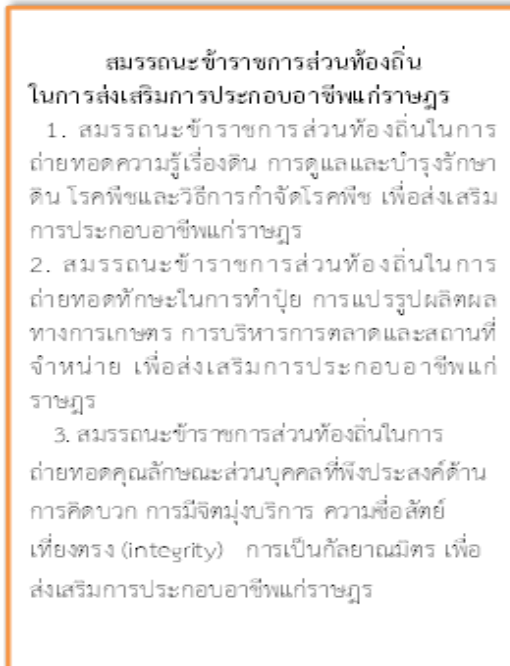 สมรรถนะข้าราชการส่วนท้องถิ่น
ในการส่งเสริมการประกอบอาชีพแก่ราษฎร
1. สมรรถนะข้าราชการส่วนท้องถิ่นในการ
ถ่ายทอดความรู้เรื่องดิน การดูแลและบำรุงรักษา
ดิน โรคพืชและวิธีการกำจัดโรคพืช เพื่อส่งเสริม
การประกอบอาชีพแก่ราษฎร
2. สมรรถนะข้าราชการส่วนท้องถิ่นในการ
ถ่ายทอดทักษะในการทำปุ๋ย การแปรรูปผลิตผล
ทางการเกษตร การบริหารการตลาดและสถานที่
จำหน่าย เพื่อส่งเสริมการประกอบอาชีพแก่
ราษฎร
3. สมรรถนะข้าราชการส่วนท้องถิ่นในการ
ถ่ายทอดคุณลักษณะส่วนบุคคลที่พึงประสงค์ด้าน
การคิดบวก การมีจิตมุ่งบริการ ความซื่อสัตย์
เที่ยงตรง (integrity) การเป็นกัลยาณมิตร เพื่อ
ส่งเสริมการประกอบอาชีพแก่ราษฎร